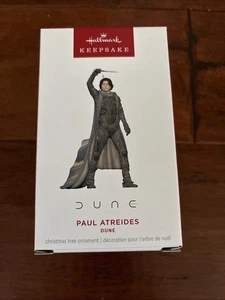 Hallmark
KEEPSAKE
DUNE
PAUL ATREIDES
DUNE
christmas tree ornament | décoration pour l'arbre de noël